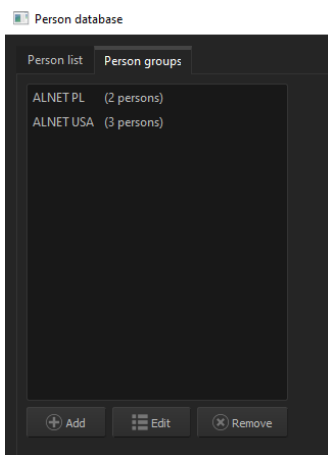 Person database
Person list Person groups
ALNET PL (2 persons)
ALNET USA (3 persons)
Add Edit Remove